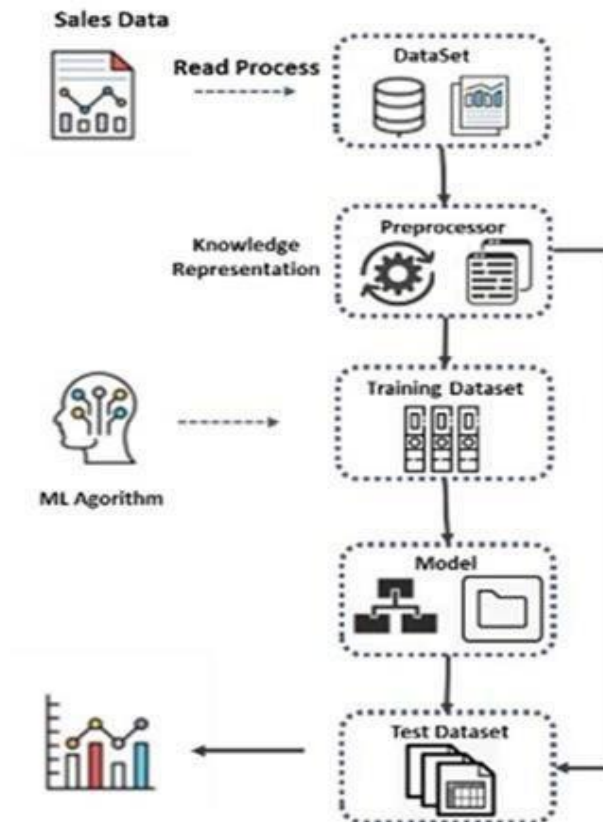 Sales Data
Read Process
DataSet
Preprocessor
Knowledge
Representation
Training Dataset
ML Agorithm
Model
Test Dataset